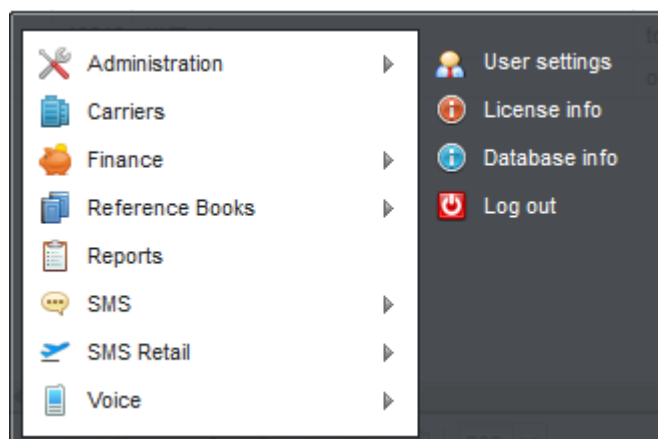 Administration
Carriers
Finance
Reference Books
Reports
SMS
SMS Retail
Voice
User settings
License info
Database info
Log out